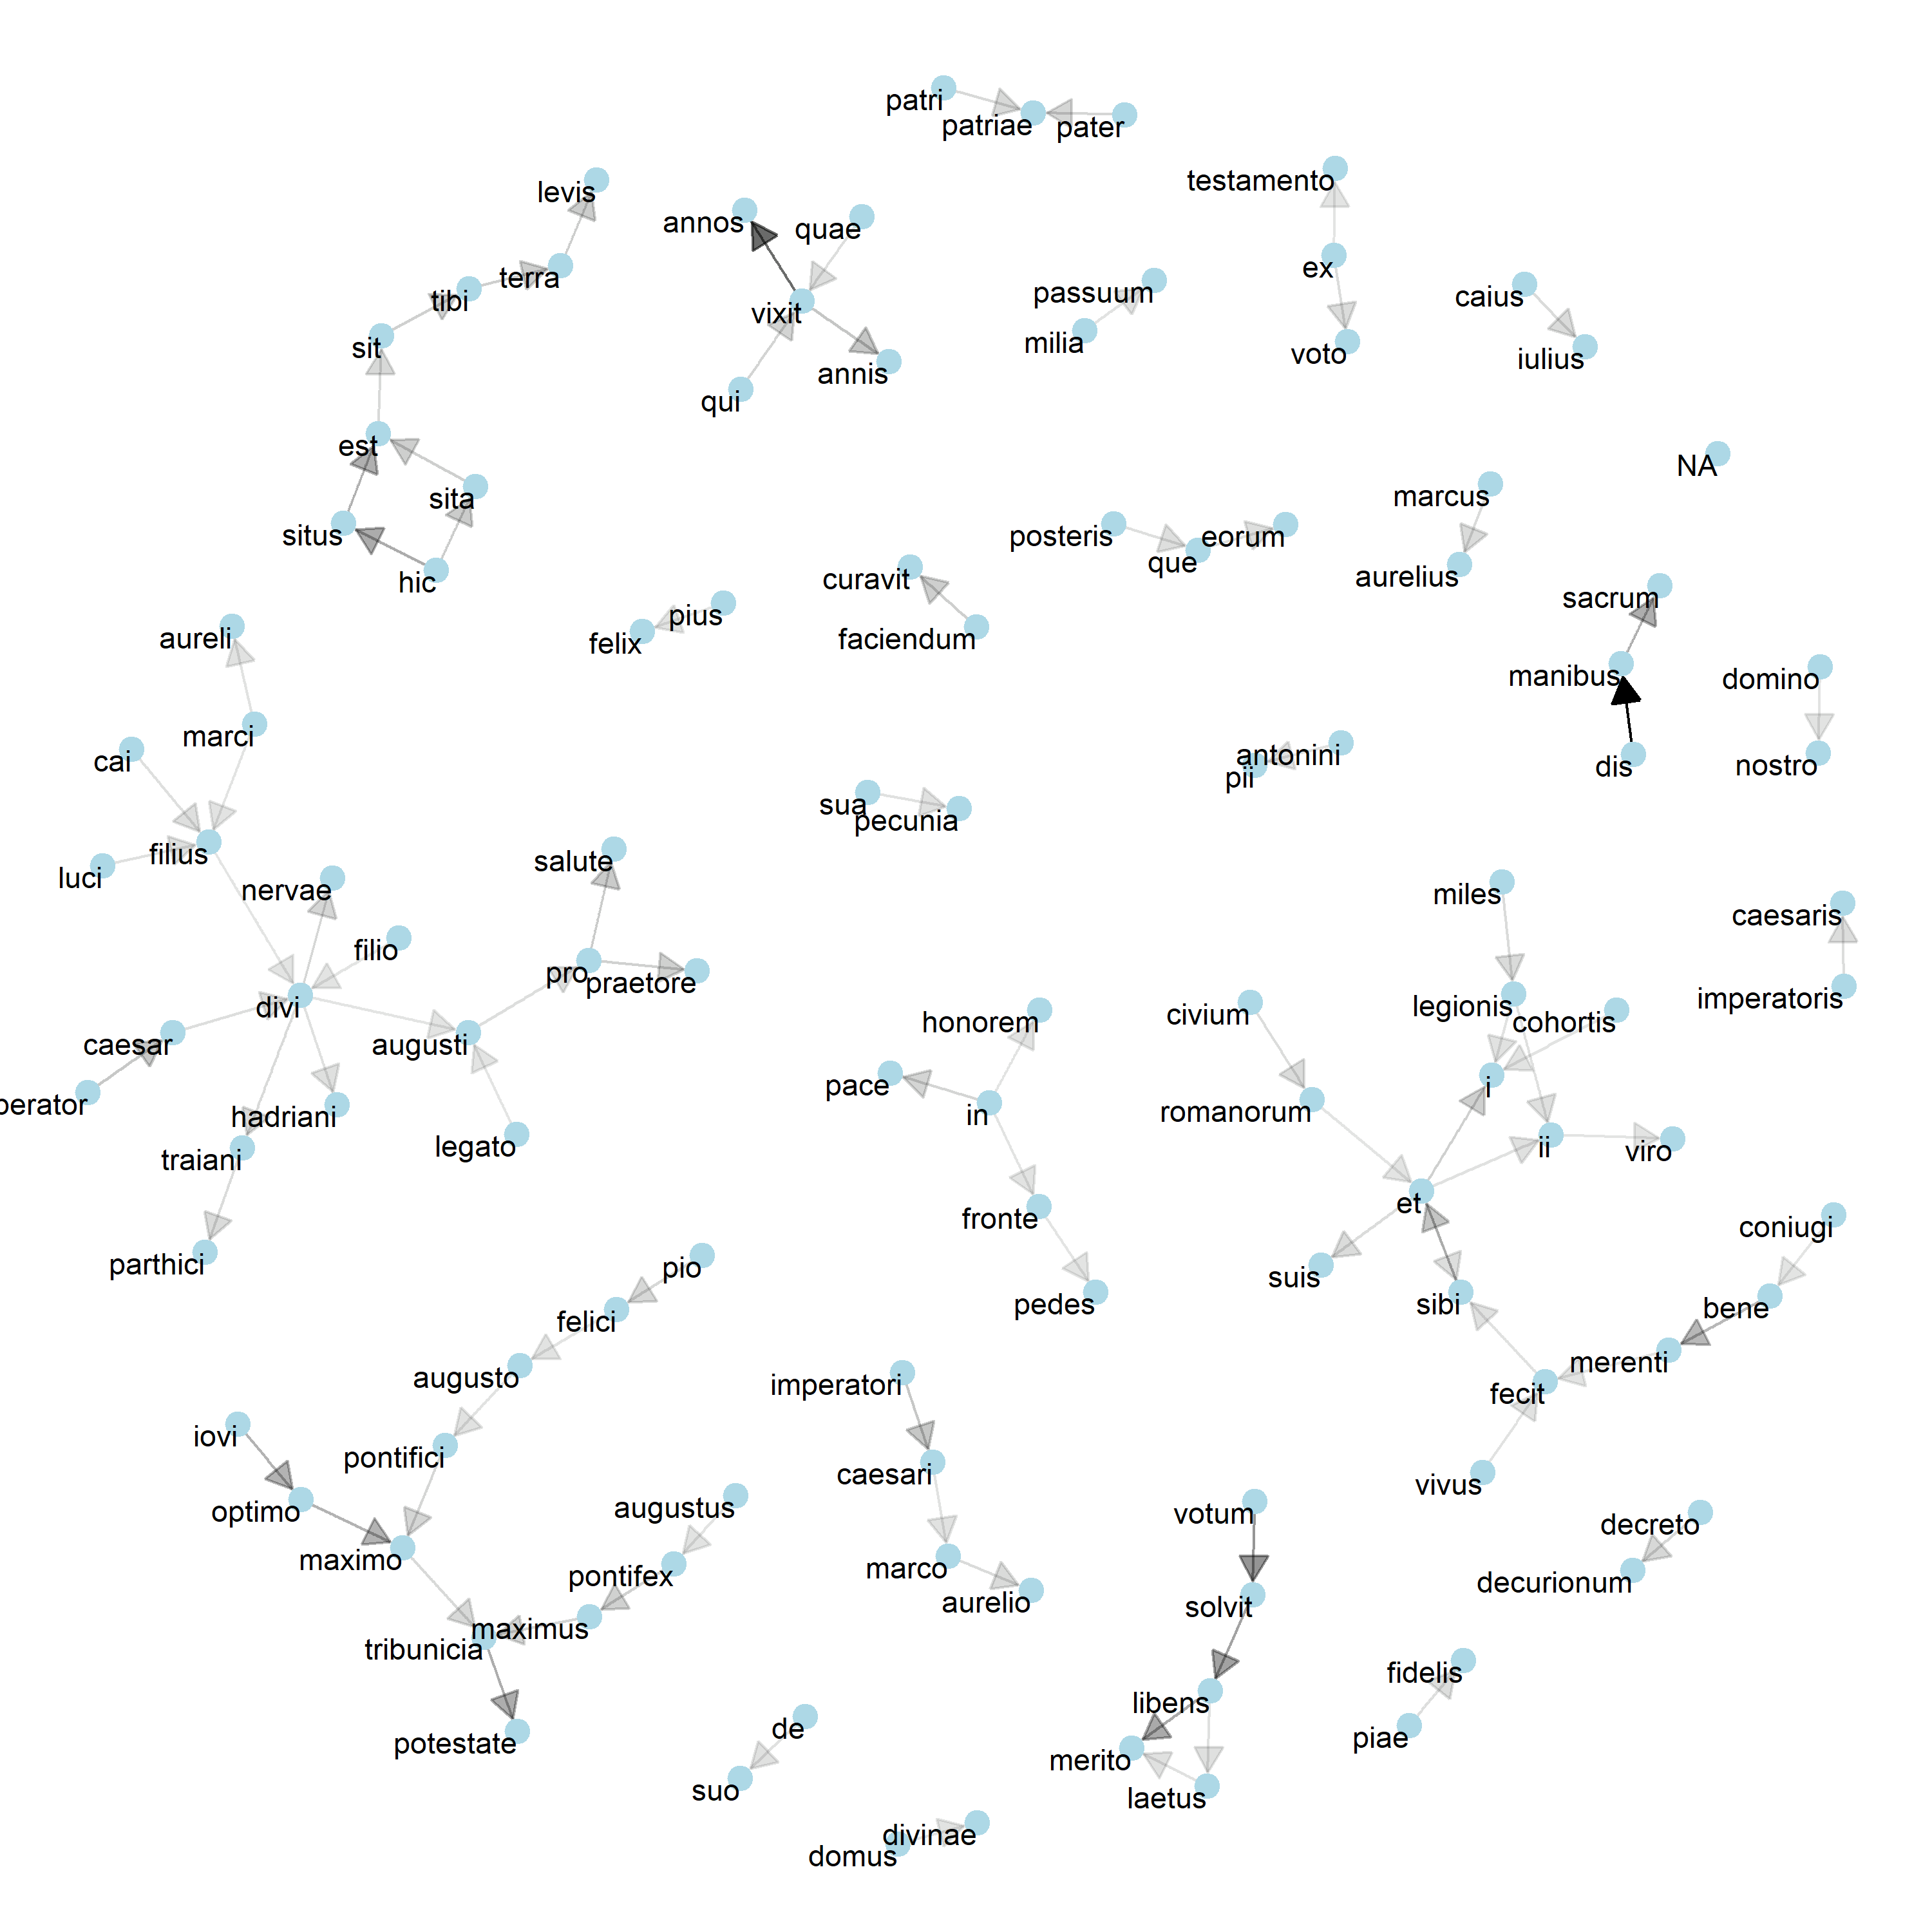 patri
patriae
pater
levis
testamento
annos
quae
terra
ex
tibi
passuum
caius
vixit
sit
milia
voto
iulius
annis
qui
est
NA
sita
marcus
situs
posteris
eorum
que
hic
curavit
aurelius
sacrum
pius
aureli
felix
faciendum
manibus
domino
marci
cai
antonini
dis
nostro
pii
sua
pecunia
filius
salute
luci
nervae
miles
caesaris
filio
pro
praetore
imperatoris
divi
legionis
civium
honorem
cohortis
caesar
augusti
pace
i
perator
hadriani
in
romanorum
legato
ii
viro
traiani
et
fronte
coniugi
parthici
pio
suis
pedes
sibi
bene
felici
merenti
augusto
imperatori
fecit
iovi
pontifici
caesari
vivus
optimo
augustus
votum
decreto
maximo
marco
pontifex
decurionum
aurelio
solvit
maximus
tribunicia
fidelis
libens
de
piae
potestate
merito
suo
laetus
divinae
domus